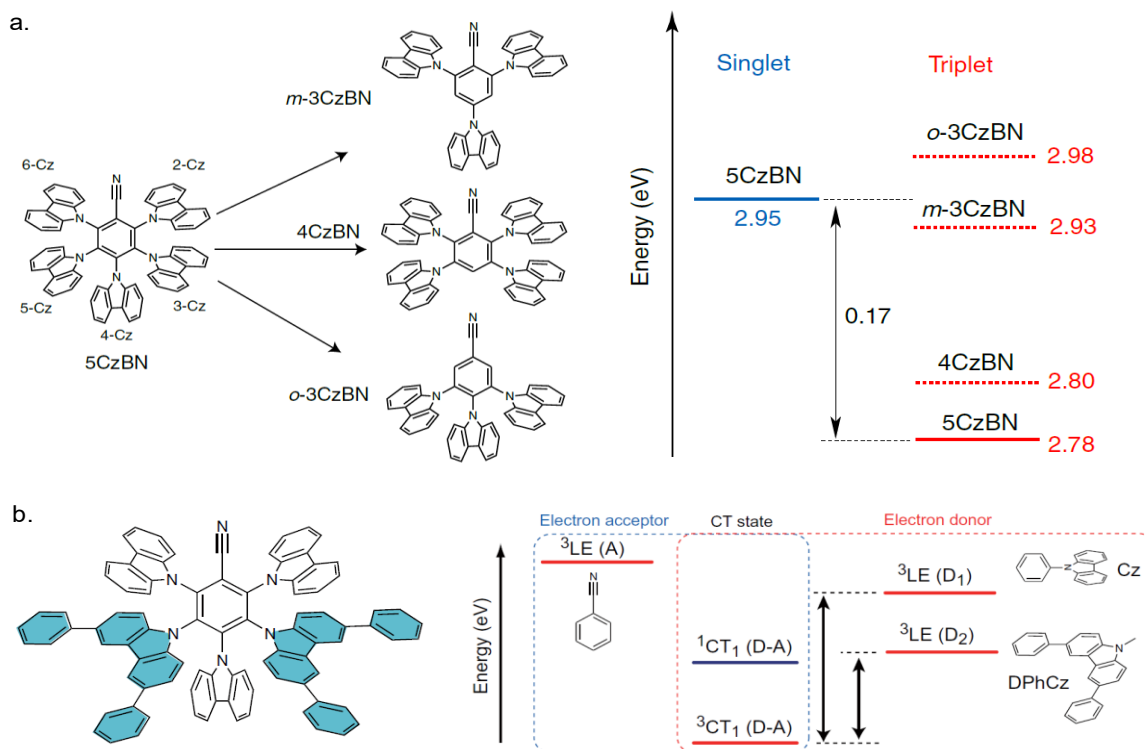 a.
N
m-3CzBN
N
N
N
6-Cz
2-Cz
N
N
N
N
N
N
5-Cz
3-Cz
4-Cz
5CzBN
N
4CzBN
N
N
N
N
N
o-3CzBN
N
N
N
Energy (eV)
Singlet
Triplet
o-3CzBN
2.98
5CzBN
2.95
m-3CzBN
2.93
0.17
4CzBN
2.80
5CzBN
2.78
b.
N
N
N
N
N
N
Energy (eV)
Electron acceptor
CT state
Electron donor
³LE (A)
N
³LE (D₁)
N
Cz
¹CT₁ (D-A)
³LE (D₂)
N
DPhCz
³CT₁ (D-A)